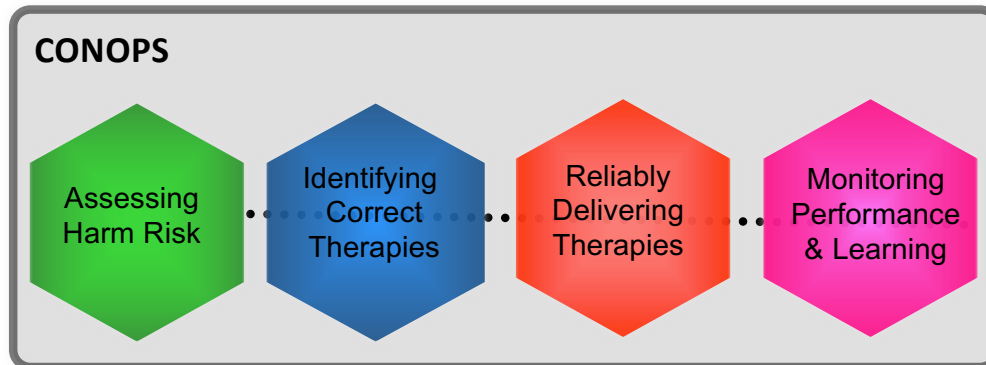 CONOPS
Assessing
Harm Risk
Identifying
Correct
Therapies
Reliably
Delivering
Therapies
Monitoring
Performance
& Learning